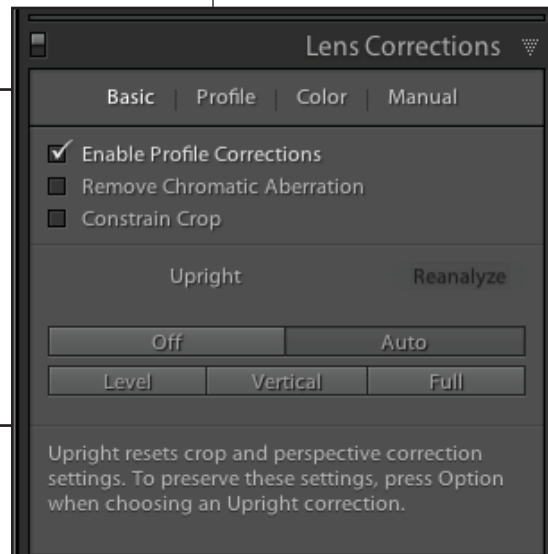 Lens Corrections
Basic | Profile | Color | Manual
Enable Profile Corrections
Remove Chromatic Aberration
Constrain Crop
Upright Reanalyze
Off Auto
Level Vertical Full
Upright resets crop and perspective correction
settings. To preserve these settings, press Option
when choosing an Upright correction.